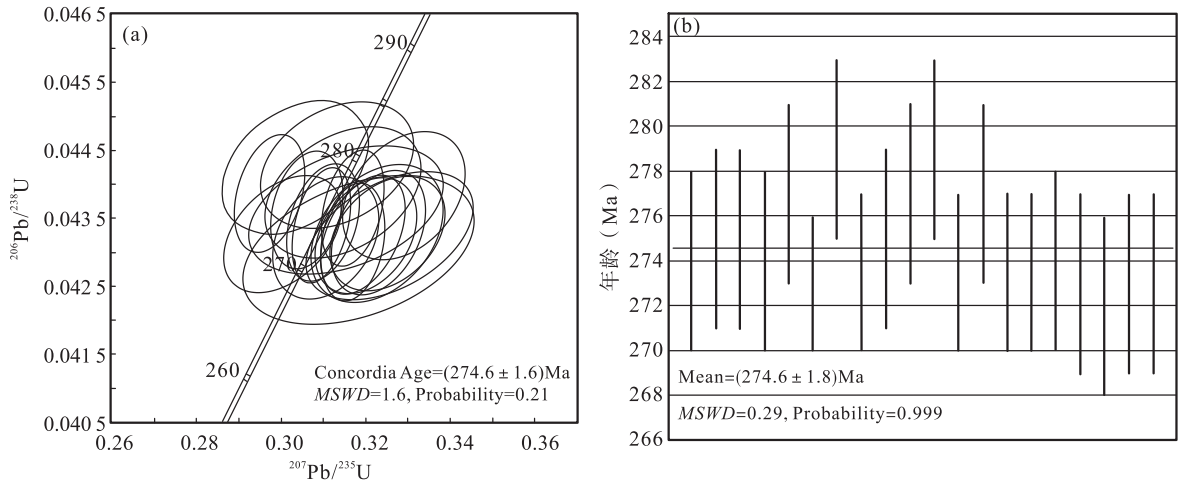 (a)
0.046 5
0.045 5
0.044 5
0.043 5
0.042 5
0.041 5
0.040 5
²⁰⁶Pb/²³⁸U
290
280
270
260
Concordia Age=(274.6 ± 1.6)Ma
MSWD=1.6, Probability=0.21
0.26 0.28 0.30 0.32 0.34 0.36
²⁰⁷Pb/²³⁵U
(b)
284
282
280
278
276
274
272
270
268
266
年龄（Ma）
Mean=(274.6 ± 1.8)Ma
MSWD=0.29, Probability=0.999